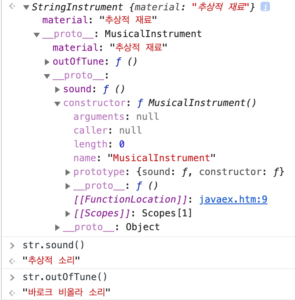 StringInstrument {material: "추상적 재료"}
material: "추상적 재료"
__proto__: MusicalInstrument
material: "추상적 재료"
outOfTune: ƒ ()
__proto__:
sound: ƒ ()
constructor: ƒ MusicalInstrument()
arguments: null
caller: null
length: 0
name: "MusicalInstrument"
prototype: {sound: ƒ, constructor: ƒ}
__proto__: ƒ ()
[[FunctionLocation]]: javaex.htm:9
[[Scopes]]: Scopes[1]
__proto__: Object
str.sound()
"추상적 소리"
str.outOfTune()
"바로크 비올라 소리"